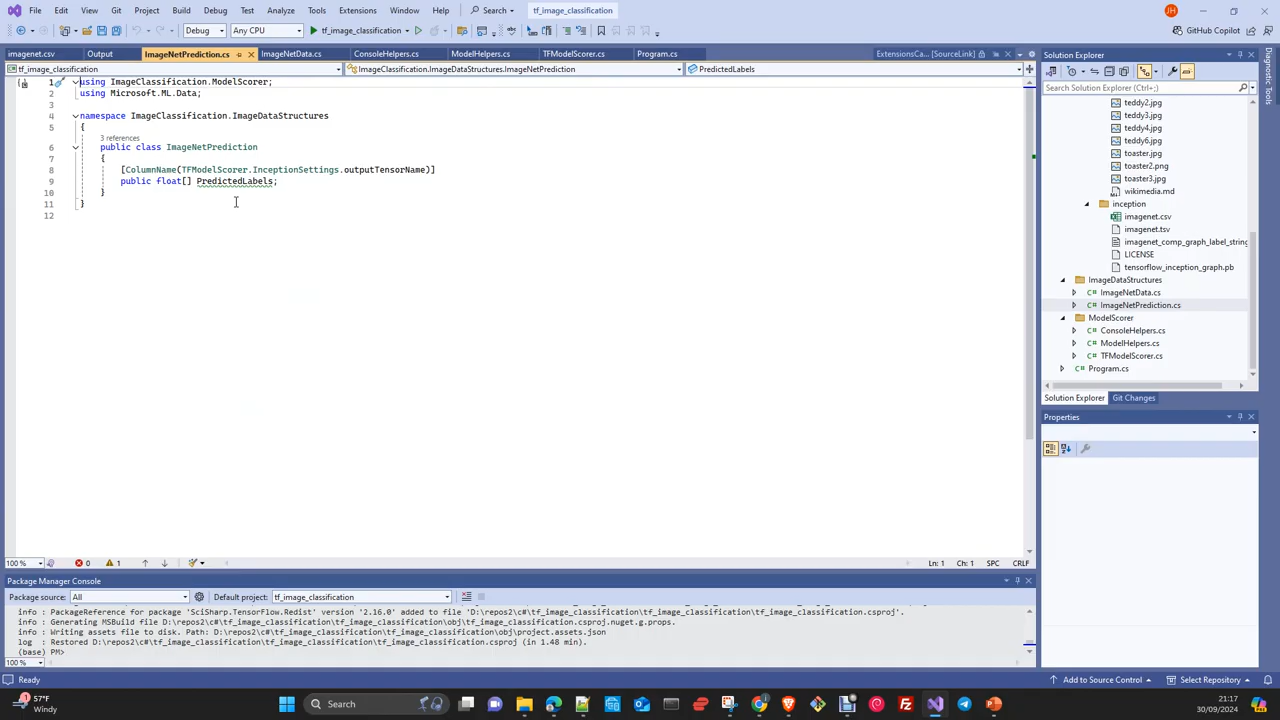 File Edit View Git Project Build Debug Test Analyze Tools Extensions Window Help Search tf_image_classification JH
Debug Any CPU tf_image_classification GitHub Copilot
imagenet.csv Output ImageNetPrediction.cs ImageNetData.cs ConsoleHelpers.cs ModelHelpers.cs TFModelScorer.cs Program.cs ExtensionsCa... [SourceLink]
tf_image_classification ImageClassification.ImageDataStructures.ImageNetPrediction PredictedLabels
1 using ImageClassification.ModelScorer;
2 using Microsoft.ML.Data;
3
4 namespace ImageClassification.ImageDataStructures
5 {
3 references
6 public class ImageNetPrediction
7 {
8 [ColumnName(TFModelScorer.InceptionSettings.outputTensorName)]
9 public float[] PredictedLabels;
10 }
11 }
12
100 % 0 1 Ln: 1 Ch: 1 SPC CRLF
Package Manager Console
Package source: All Default project: tf_image_classification
info : PackageReference for package 'SciSharp.TensorFlow.Redist' version '2.16.0' added to file 'D:\repos2\c#\tf_image_classification\tf_image_classification\tf_image_classification.csproj'.
info : Generating MSBuild file D:\repos2\c#\tf_image_classification\tf_image_classification\obj\tf_image_classification.csproj.nuget.g.props.
info : Writing assets file to disk. Path: D:\repos2\c#\tf_image_classification\tf_image_classification\obj\project.assets.json
log : Restored D:\repos2\c#\tf_image_classification\tf_image_classification\tf_image_classification.csproj (in 1.48 min).
(base) PM>
100 %
Solution Explorer
Search Solution Explorer (Ctrl+;)
teddy2.jpg
teddy3.jpg
teddy4.jpg
teddy6.jpg
toaster.jpg
toaster2.png
toaster3.jpg
wikimedia.md
inception
imagenet.csv
imagenet.tsv
imagenet_comp_graph_label_string
LICENSE
tensorflow_inception_graph.pb
ImageDataStructures
C# ImageNetData.cs
C# ImageNetPrediction.cs
ModelScorer
C# ConsoleHelpers.cs
C# ModelHelpers.cs
C# TFModelScorer.cs
C# Program.cs
Solution Explorer Git Changes
Properties
Diagnostic Tools
Ready Add to Source Control Select Repository
57°F
Windy
Search
21:17
30/09/2024